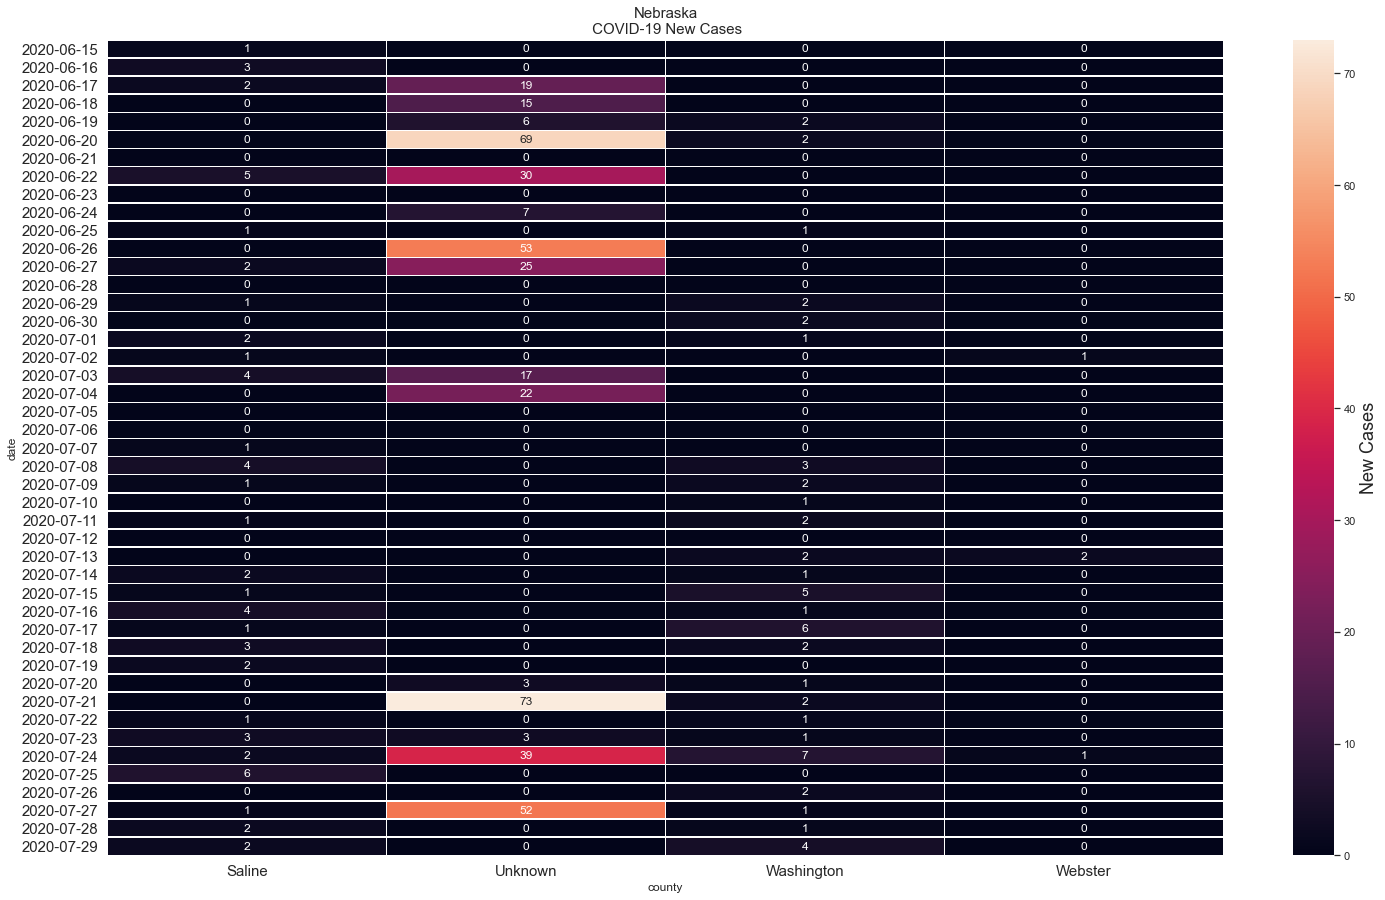 Nebraska
COVID-19 New Cases
2020-06-15 1 0 0 0
2020-06-16 3 0 0 0
2020-06-17 2 19 0 0
2020-06-18 0 15 0 0
2020-06-19 0 6 2 0
2020-06-20 0 69 2 0
2020-06-21 0 0 0 0
2020-06-22 5 30 0 0
2020-06-23 0 0 0 0
2020-06-24 0 7 0 0
2020-06-25 1 0 1 0
2020-06-26 0 53 0 0
2020-06-27 2 25 0 0
2020-06-28 0 0 0 0
2020-06-29 1 0 2 0
2020-06-30 0 0 2 0
2020-07-01 2 0 1 0
2020-07-02 1 0 0 1
2020-07-03 4 17 0 0
2020-07-04 0 22 0 0
2020-07-05 0 0 0 0
2020-07-06 0 0 0 0
2020-07-07 1 0 0 0
2020-07-08 4 0 3 0
2020-07-09 1 0 2 0
2020-07-10 0 0 1 0
2020-07-11 1 0 2 0
2020-07-12 0 0 0 0
2020-07-13 0 0 2 2
2020-07-14 2 0 1 0
2020-07-15 1 0 5 0
2020-07-16 4 0 1 0
2020-07-17 1 0 6 0
2020-07-18 3 0 2 0
2020-07-19 2 0 0 0
2020-07-20 0 3 1 0
2020-07-21 0 73 2 0
2020-07-22 1 0 1 0
2020-07-23 3 3 1 0
2020-07-24 2 39 7 1
2020-07-25 6 0 0 0
2020-07-26 0 0 2 0
2020-07-27 1 52 1 0
2020-07-28 2 0 1 0
2020-07-29 2 0 4 0
date
Saline Unknown Washington Webster
county
70
60
50
40
30
20
10
0
New Cases